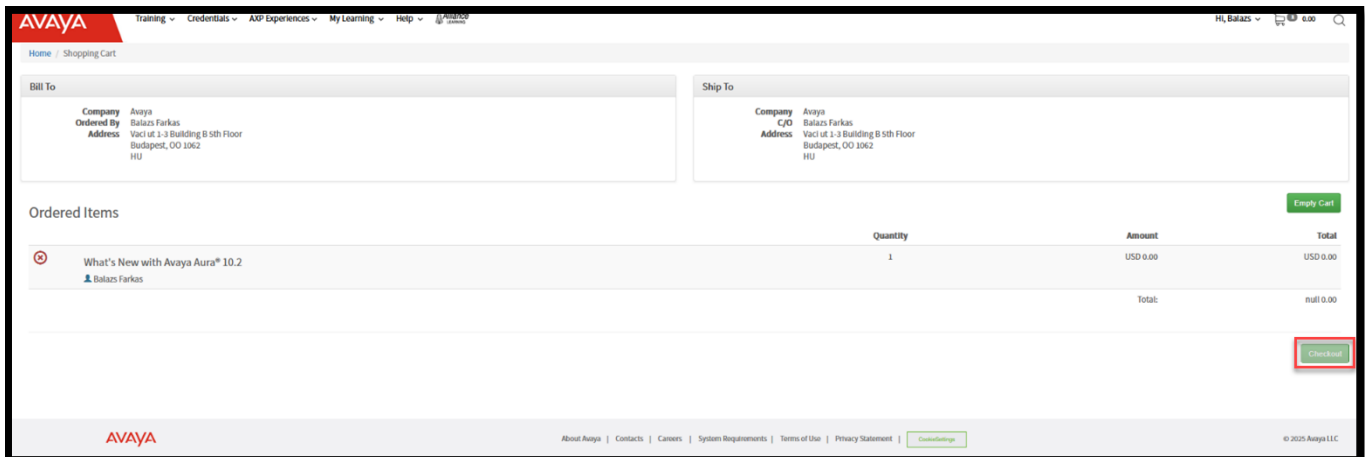 AVAYA Training Credentials AXP Experiences My Learning Help Alliance LEARNING Hi, Balazs 0.00
Home / Shopping Cart
Bill To
Company Avaya
Ordered By Balazs Farkas
Address Vaci ut 1-3 Building B 5th Floor
Budapest, OO 1062
HU
Ship To
Company Avaya
C/O Balazs Farkas
Address Vaci ut 1-3 Building B 5th Floor
Budapest, OO 1062
HU
Empty Cart
Ordered Items
Quantity Amount Total
What's New with Avaya Aura® 10.2 1 USD 0.00 USD 0.00
Balazs Farkas
Total: null 0.00
Checkout
AVAYA About Avaya | Contacts | Careers | System Requirements | Terms of Use | Privacy Statement | CookieSettings © 2025 Avaya LLC